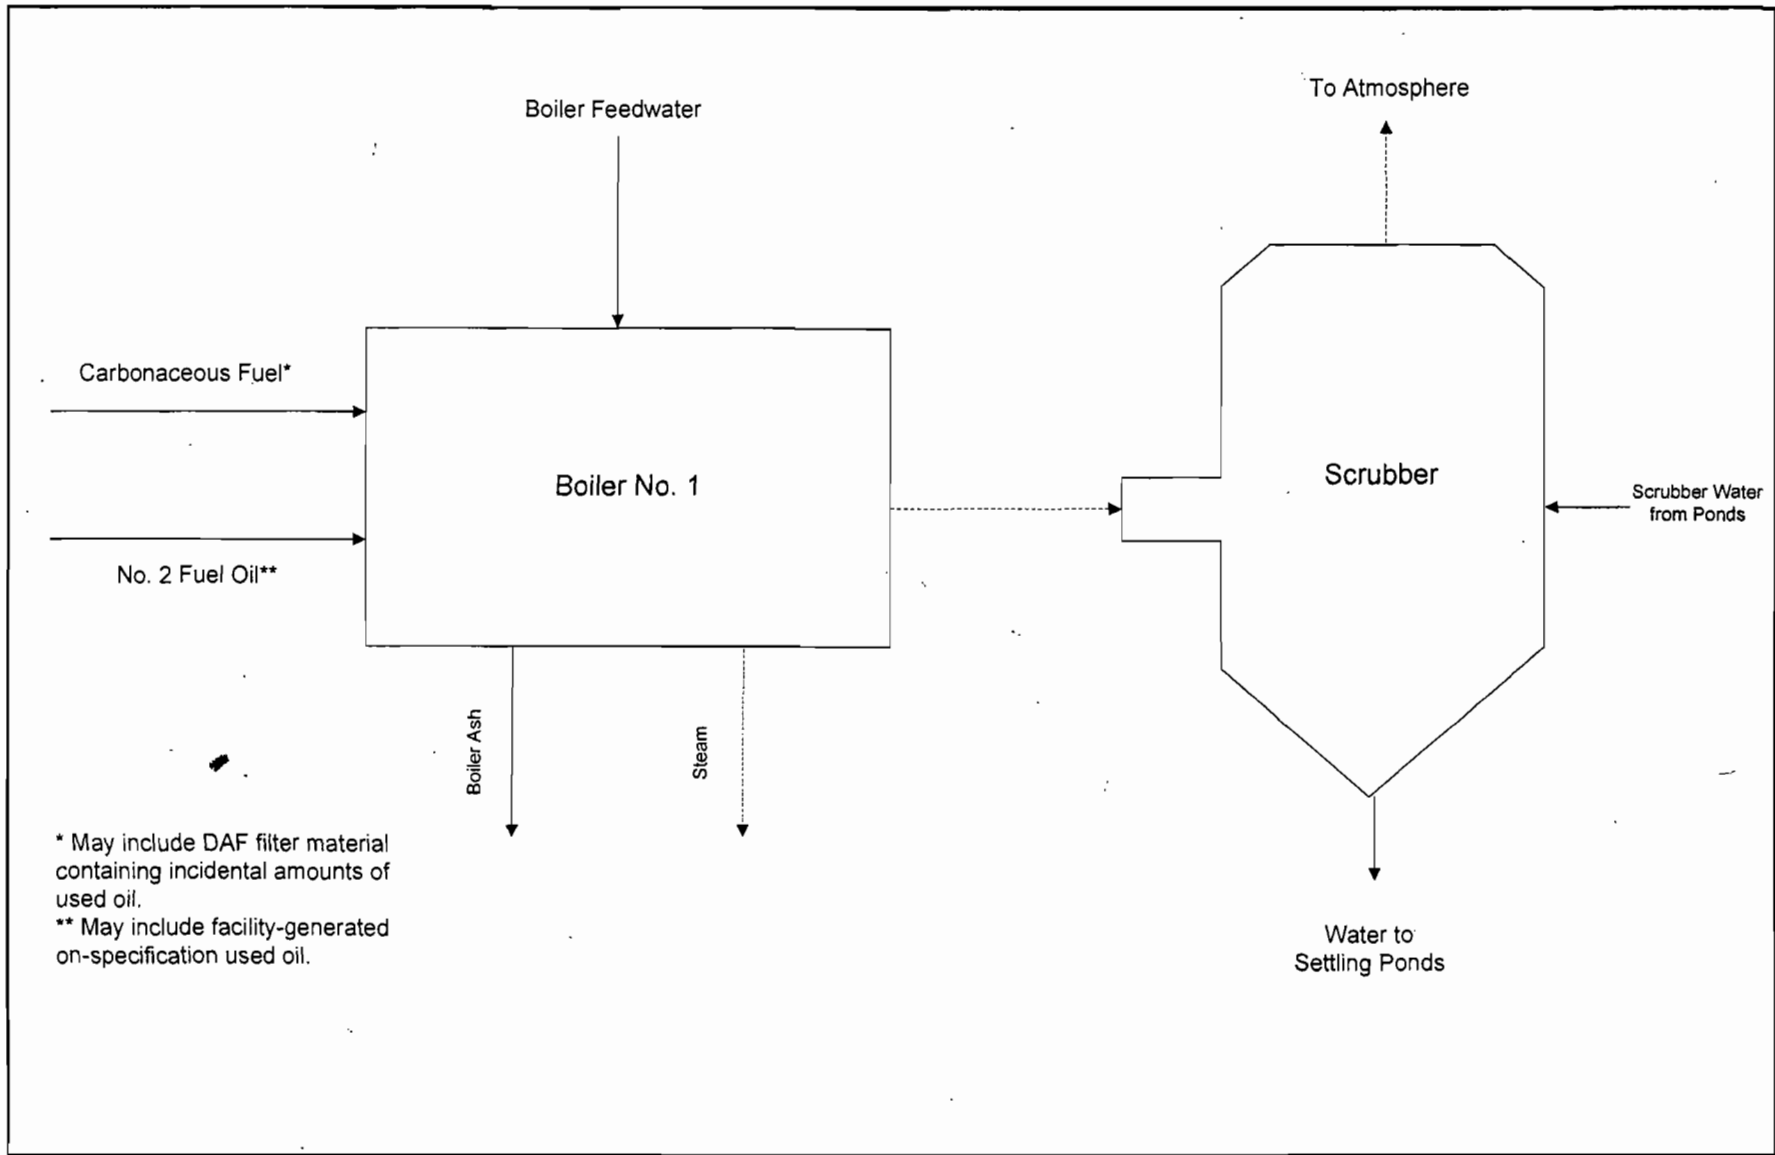 To Atmosphere
Boiler Feedwater
Carbonaceous Fuel*
Boiler No. 1
Scrubber
Scrubber Water
from Ponds
No. 2 Fuel Oil**
Boiler Ash
Steam
* May include DAF filter material
containing incidental amounts of
used oil.
** May include facility-generated
on-specification used oil.
Water to
Settling Ponds